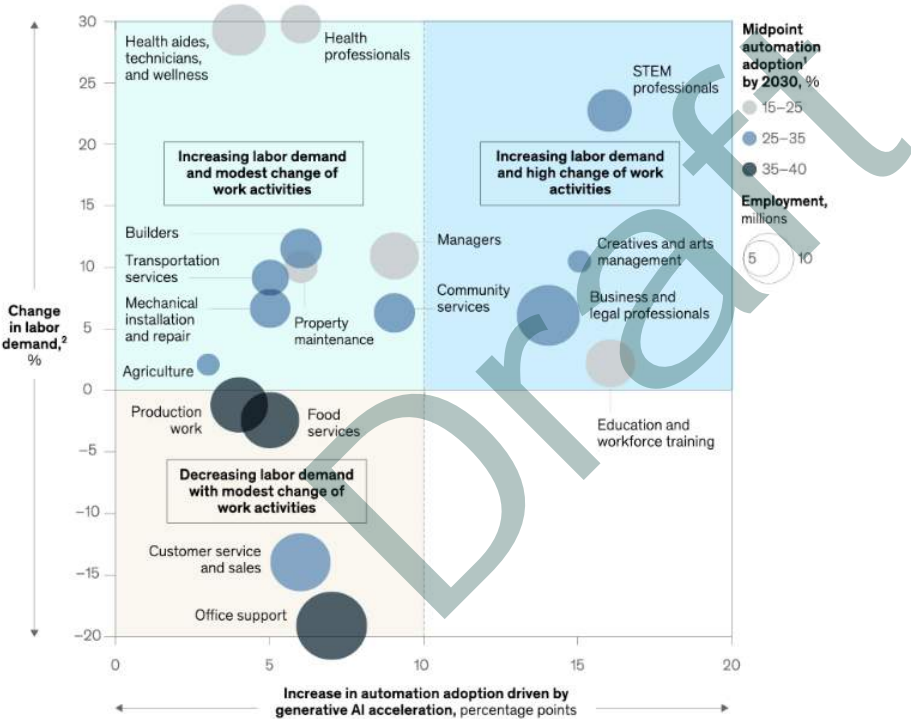 30
25
20
15
10
5
0
−5
−10
−15
−20
Change
in labor
demand,²
%
Health aides,
technicians,
and wellness
Health
professionals
STEM
professionals
Increasing labor demand
and modest change of
work activities
Increasing labor demand
and high change of work
activities
Builders
Transportation
services
Mechanical
installation
and repair
Property
maintenance
Agriculture
Managers
Community
services
Creatives and arts
management
Business and
legal professionals
Education and
workforce training
Production
work
Food
services
Decreasing labor demand
with modest change of
work activities
Customer service
and sales
Office support
0 5 10 15 20
Increase in automation adoption driven by
generative AI acceleration, percentage points
Midpoint
automation
adoption¹
by 2030, %
15–25
25–35
35–40
Employment,
millions
5 10
Draft